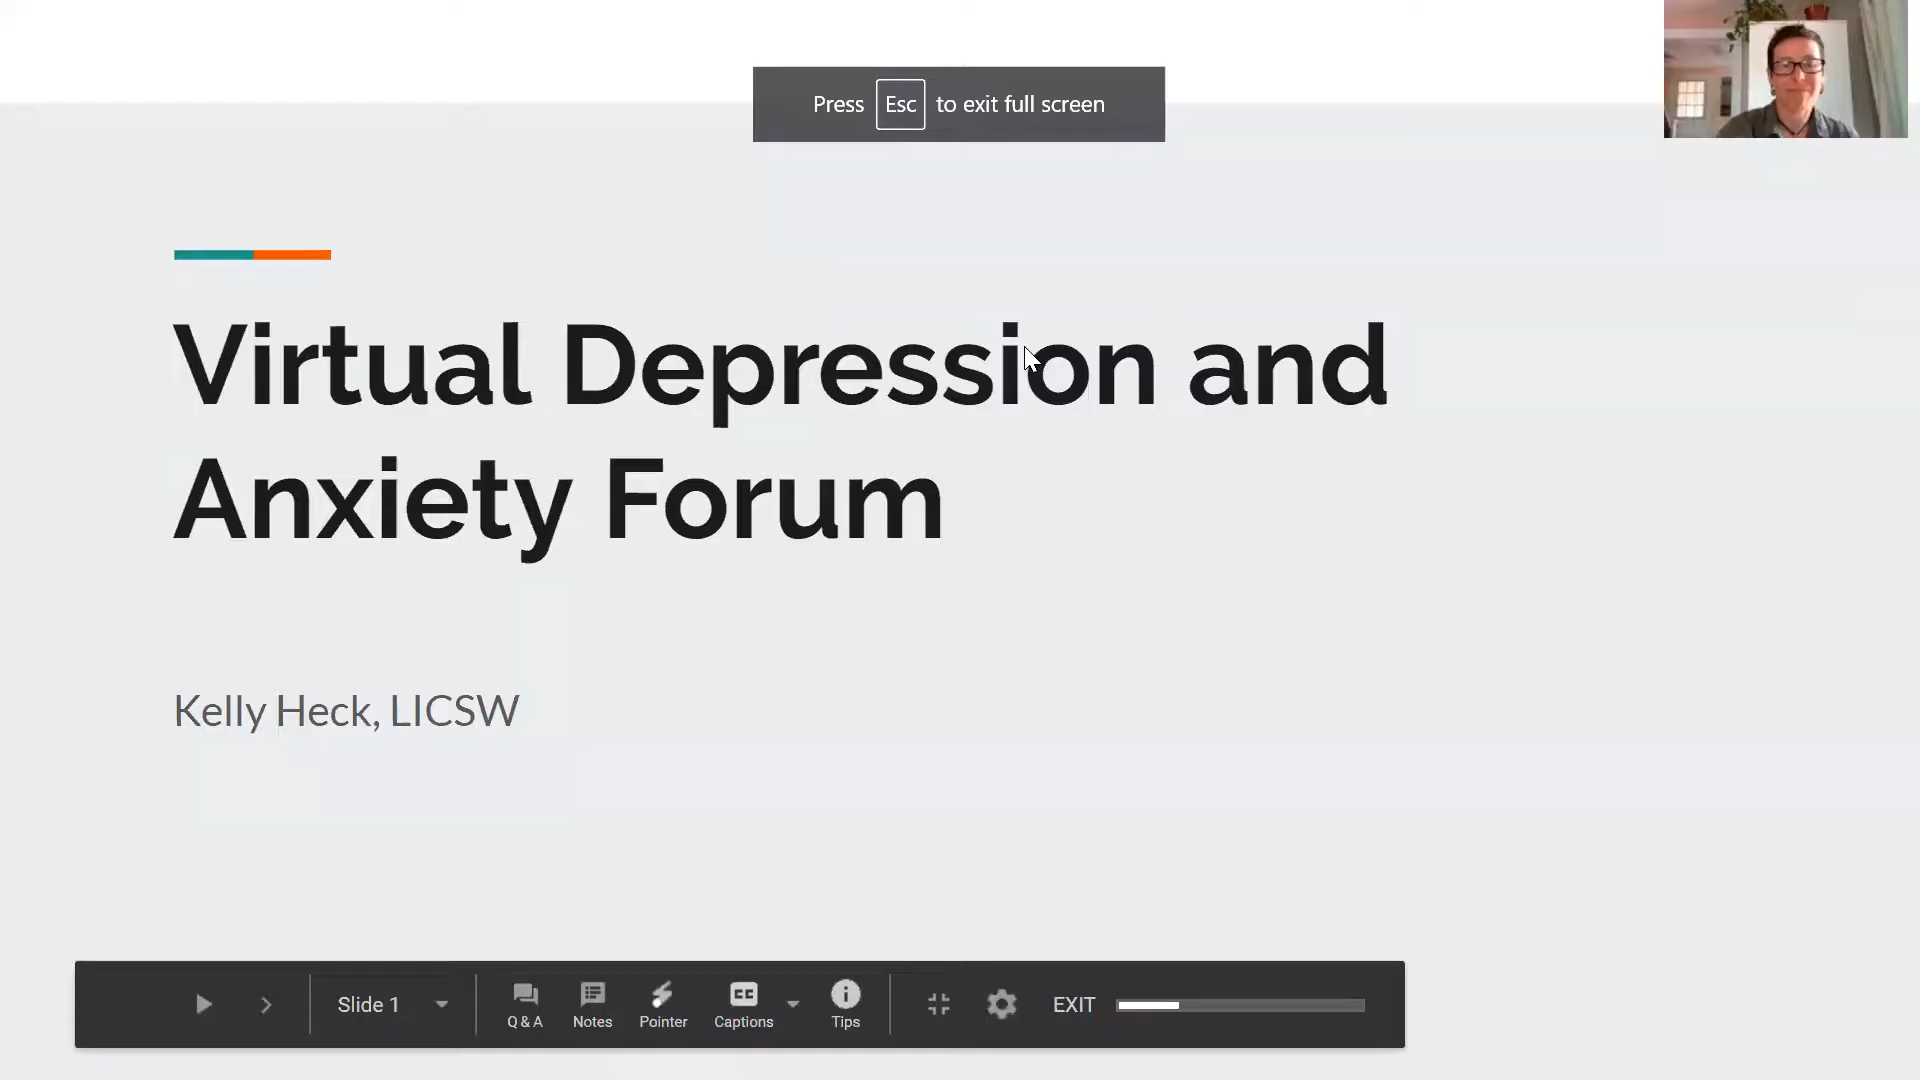 Press Esc to exit full screen
Virtual Depression and
Anxiety Forum
Kelly Heck, LICSW
Slide 1
Q & A
Notes
Pointer
CC
Captions
Tips
EXIT